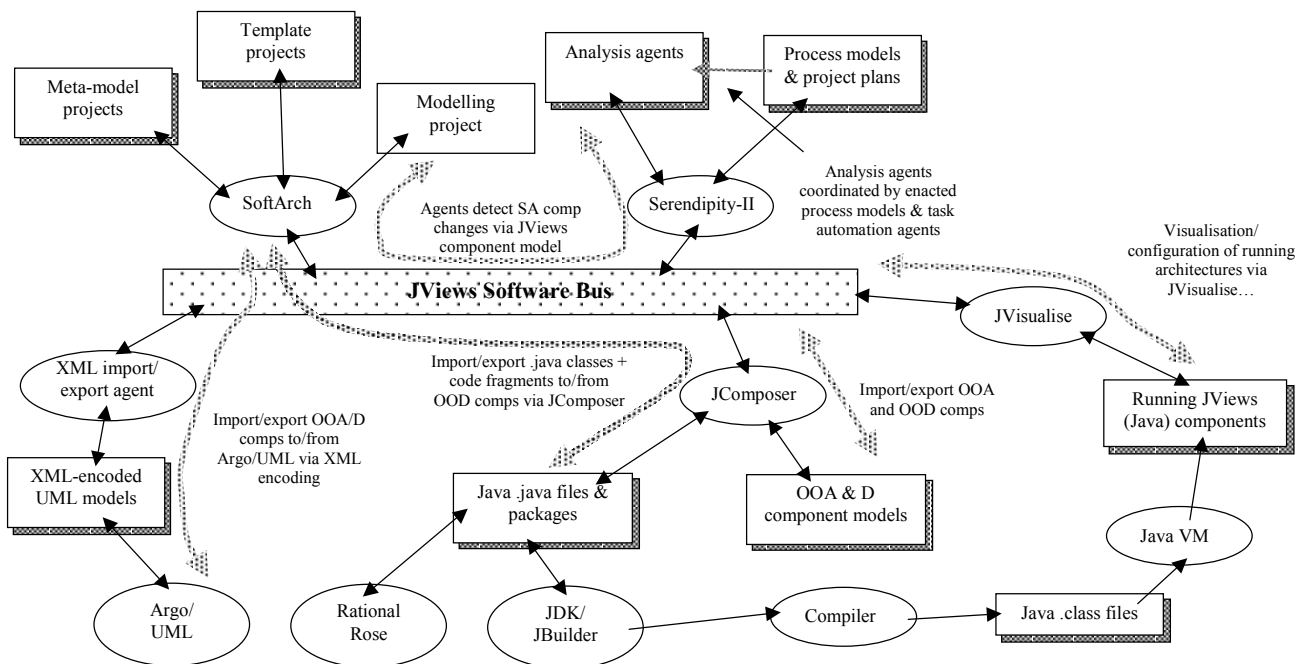 Template
projects
Meta-model
projects
Modelling
project
Analysis agents
Process models
& project plans
SoftArch
Serendipity-II
Agents detect SA comp
changes via JViews
component model
Analysis agents
coordinated by enacted
process models & task
automation agents
Visualisation/
configuration of running
architectures via
JVisualise…
JViews Software Bus
JVisualise
XML import/
export agent
Import/export .java classes +
code fragments to/from
OOD comps via JComposer
JComposer
Import/export OOA
and OOD comps
Running JViews
(Java) components
Import/export OOA/D
comps to/from
Argo/UML via XML
encoding
XML-encoded
UML models
Java .java files &
packages
OOA & D
component models
Java VM
Argo/
UML
Rational
Rose
JDK/
JBuilder
Compiler
Java .class files